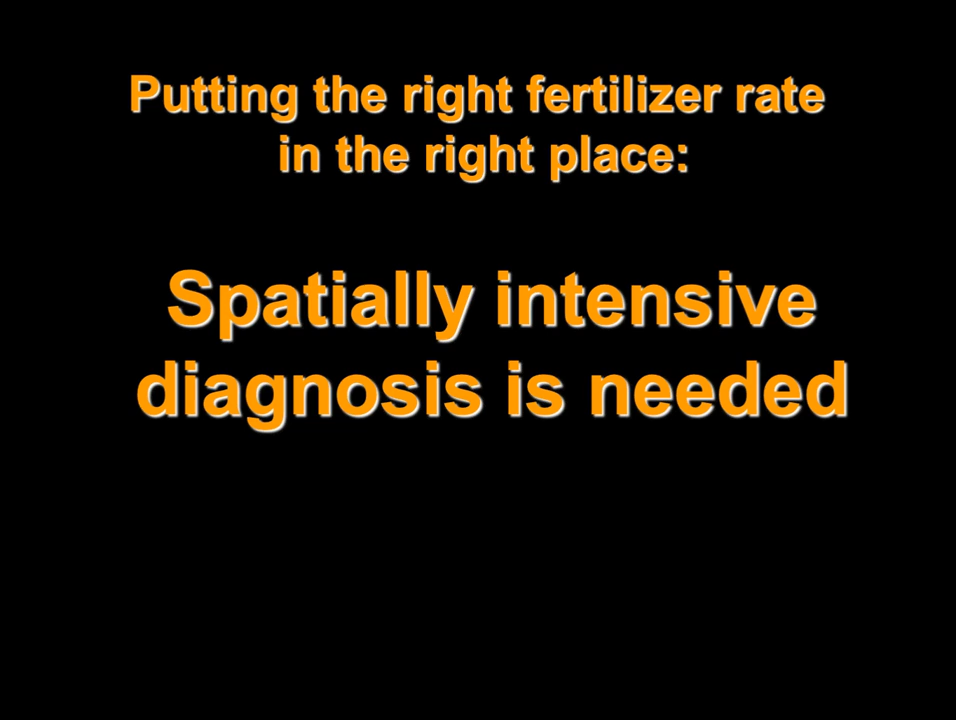 Putting the right fertilizer rate
in the right place:
Spatially intensive
diagnosis is needed